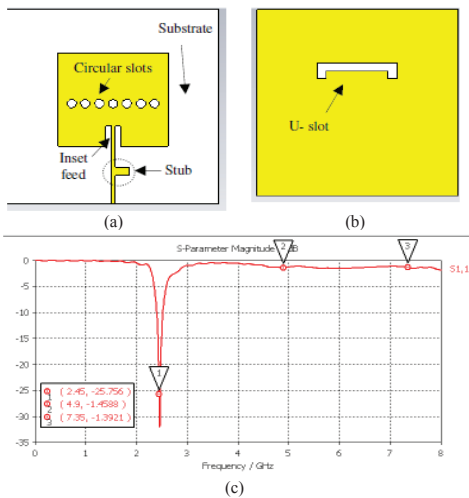 Substrate
Circular slots
Inset
feed
Stub
(a)
U- slot
(b)
S-Parameter Magnitude dB
2
3
S1,1
0
-5
-10
-15
-20
-25
-30
-35
1
( 2.45, -25.756 )
( 4.9, -1.4588 )
( 7.35, -1.3921 )
3
0 1 2 3 4 5 6 7 8
Frequency / GHz
(c)